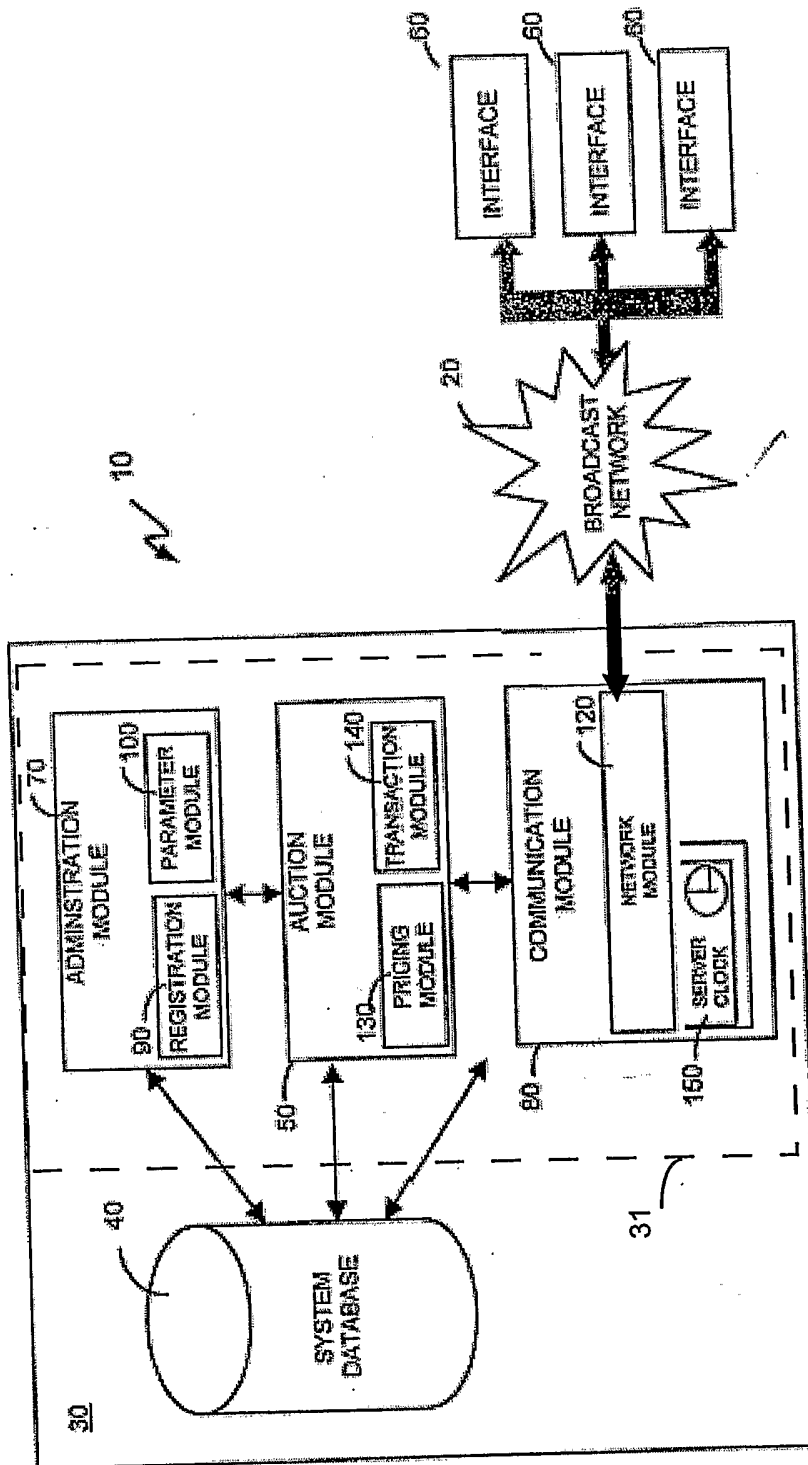 10
30
40
SYSTEM
DATABASE
31
70
ADMINSTRATION
MODULE
90
REGISTRATION
MODULE
100
PARAMETER
MODULE
50
AUCTION
MODULE
130
PRICING
MODULE
140
TRANSACTION
MODULE
80
COMMUNICATION
MODULE
120
NETWORK
MODULE
150
SERVER
CLOCK
20
BROADCAST
NETWORK
60
INTERFACE
60
INTERFACE
60
INTERFACE